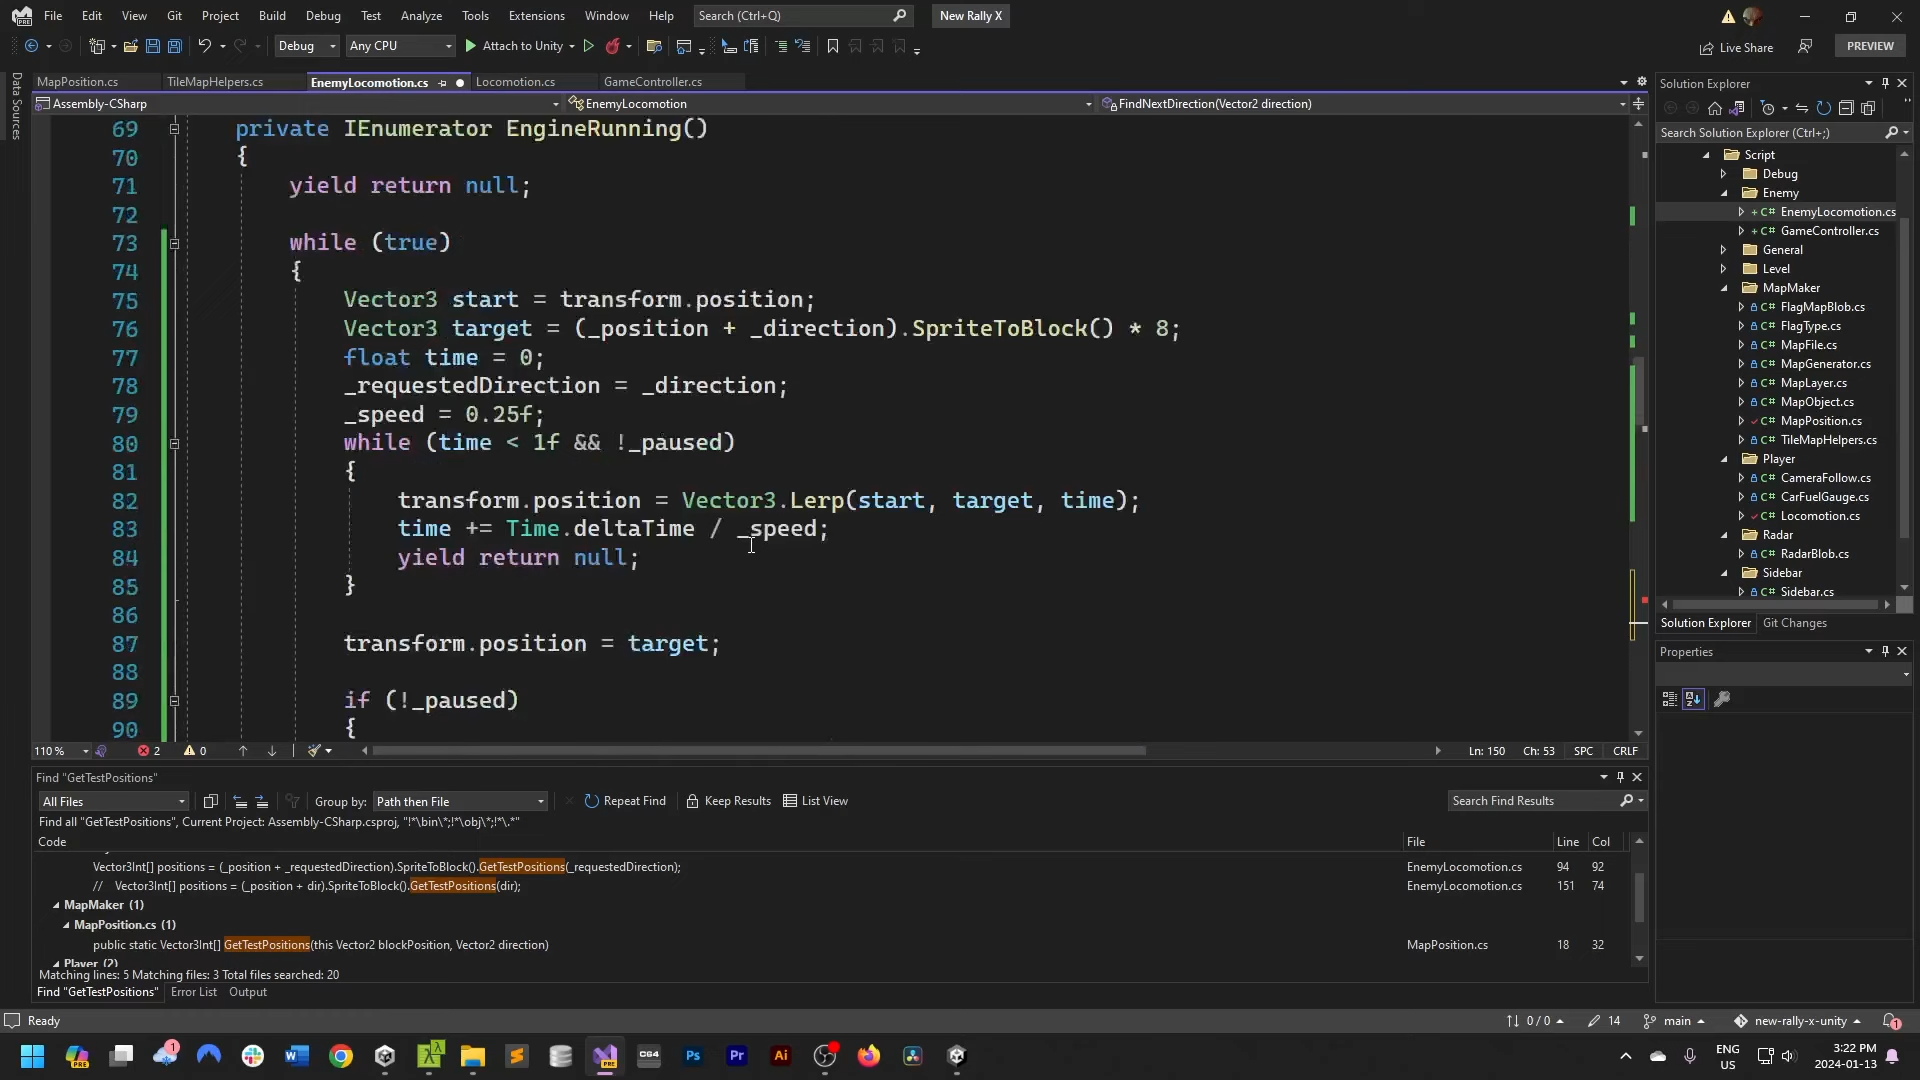 File Edit View Git Project Build Debug Test Analyze Tools Extensions Window Help Search (Ctrl+Q) New Rally X
Debug Any CPU Attach to Unity Live Share PREVIEW
MapPosition.cs TileMapHelpers.cs EnemyLocomotion.cs Locomotion.cs GameController.cs
Assembly-CSharp EnemyLocomotion FindNextDirection(Vector2 direction)
Data Sources
69 private IEnumerator EngineRunning()
70 {
71 yield return null;
72
73 while (true)
74 {
75 Vector3 start = transform.position;
76 Vector3 target = (_position + _direction).SpriteToBlock() * 8;
77 float time = 0;
78 _requestedDirection = _direction;
79 _speed = 0.25f;
80 while (time < 1f && !_paused)
81 {
82 transform.position = Vector3.Lerp(start, target, time);
83 time += Time.deltaTime / _speed;
84 yield return null;
85 }
86
87 transform.position = target;
88
89 if (!_paused)
90 {
110 % 2 0 Ln: 150 Ch: 53 SPC CRLF
Find "GetTestPositions"
All Files Group by: Path then File Repeat Find Keep Results List View Search Find Results
Find all "GetTestPositions", Current Project: Assembly-CSharp.csproj, "!*\bin\*;!*\obj\*;!*\.*"
Code File Line Col
Vector3Int[] positions = (_position + _requestedDirection).SpriteToBlock().GetTestPositions(_requestedDirection); EnemyLocomotion.cs 94 92
// Vector3Int[] positions = (_position + dir).SpriteToBlock().GetTestPositions(dir); EnemyLocomotion.cs 151 74
MapMaker (1)
MapPosition.cs (1)
public static Vector3Int[] GetTestPositions(this Vector2 blockPosition, Vector2 direction) MapPosition.cs 18 32
Player (2)
Matching lines: 5 Matching files: 3 Total files searched: 20
Find "GetTestPositions" Error List Output
Solution Explorer
Search Solution Explorer (Ctrl+;)
Script
Debug
Enemy
C# EnemyLocomotion.cs
C# GameController.cs
General
Level
MapMaker
C# FlagMapBlob.cs
C# FlagType.cs
C# MapFile.cs
C# MapGenerator.cs
C# MapLayer.cs
C# MapObject.cs
C# MapPosition.cs
C# TileMapHelpers.cs
Player
C# CameraFollow.cs
C# CarFuelGauge.cs
C# Locomotion.cs
Radar
C# RadarBlob.cs
Sidebar
C# Sidebar.cs
Solution Explorer Git Changes
Properties
Ready 0 / 0 14 main new-rally-x-unity 1
1 PRE CG4 Ps Pr Ai ENG US 3:22 PM 2024-01-13 1